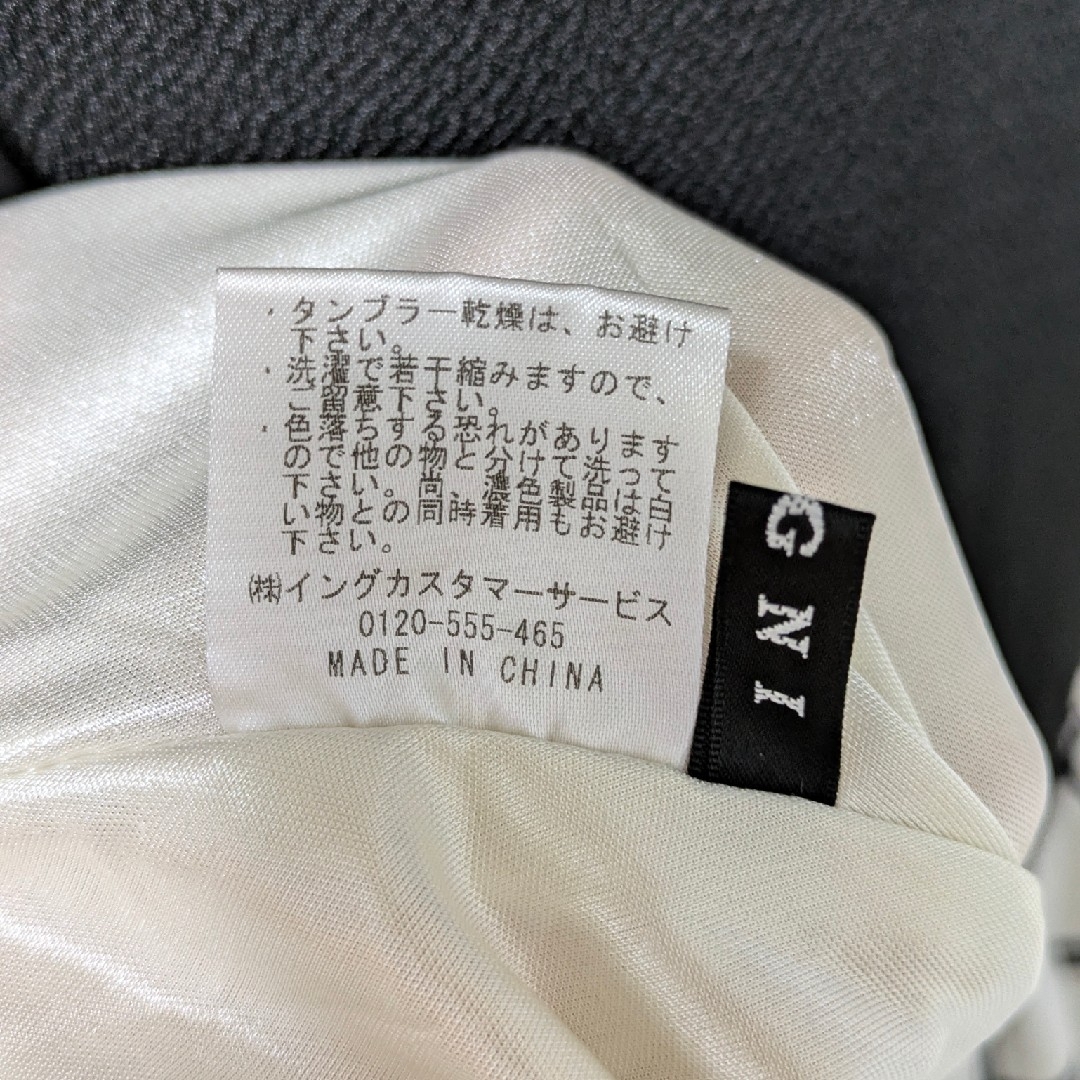 ・タンブラー乾燥は、お避け
下さい。
・洗濯で若干縮みますので、
ご留意下さい。
・色落ちする恐れがあります
ので他の物と分けて洗って
下さい。尚、濃色製品は白
い物との同時着用もお避け
下さい。
㈱イングカスタマーサービス
0120-555-465
MADE IN CHINA
INGNI